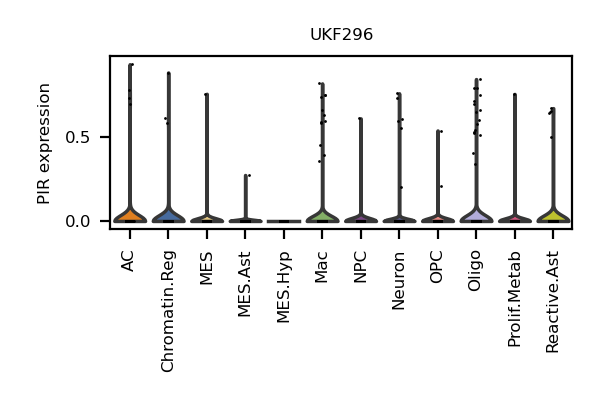 UKF296
PIR expression
0.5
0.0
AC
Chromatin.Reg
MES
MES.Ast
MES.Hyp
Mac
NPC
Neuron
OPC
Oligo
Prolif.Metab
Reactive.Ast